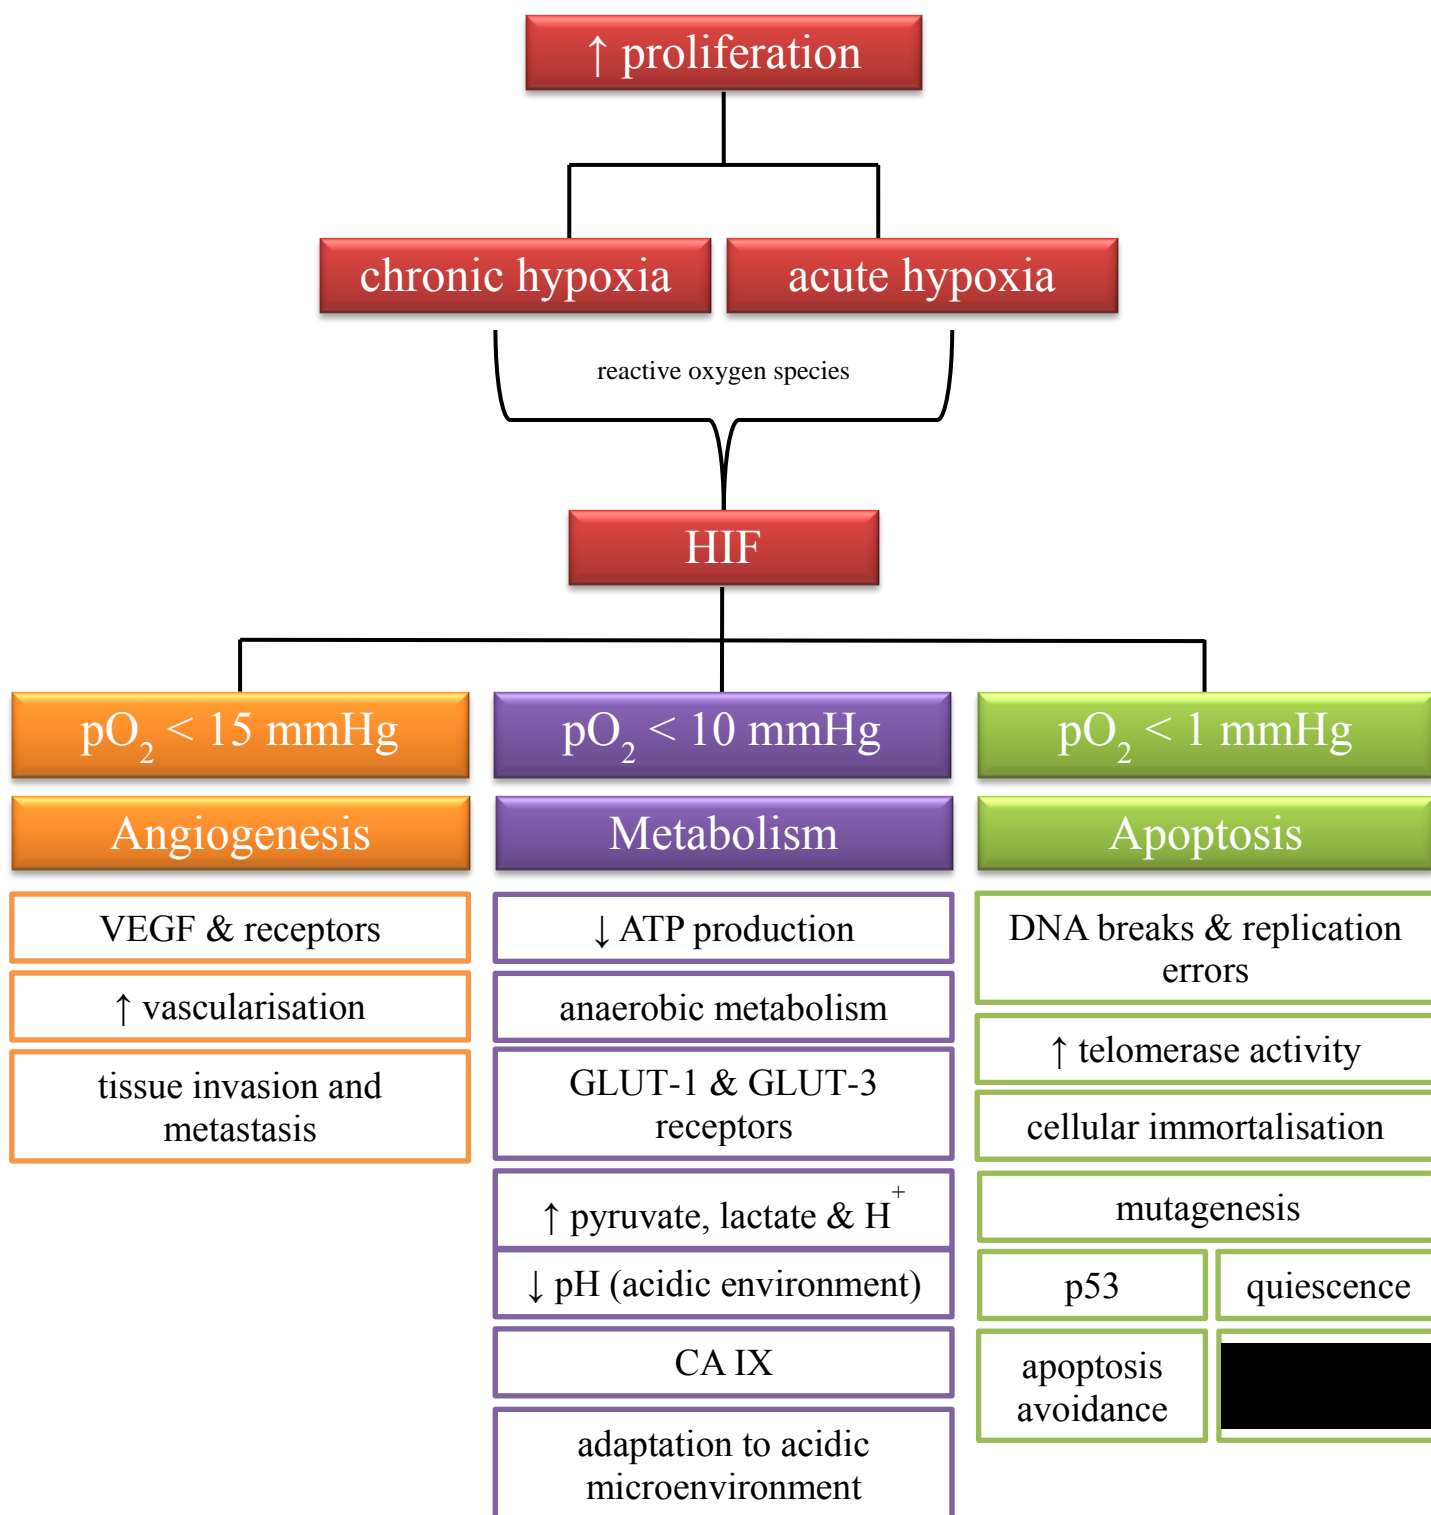 ↑ proliferation
chronic hypoxia
acute hypoxia
reactive oxygen species
HIF
pO₂ < 15 mmHg
pO₂ < 10 mmHg
pO₂ < 1 mmHg
Angiogenesis
Metabolism
Apoptosis
VEGF & receptors
↑ vascularisation
tissue invasion and
metastasis
↓ ATP production
anaerobic metabolism
GLUT-1 & GLUT-3
receptors
↑ pyruvate, lactate & H⁺
↓ pH (acidic environment)
CA IX
adaptation to acidic
microenvironment
DNA breaks & replication
errors
↑ telomerase activity
cellular immortalisation
mutagenesis
p53
quiescence
apoptosis
avoidance